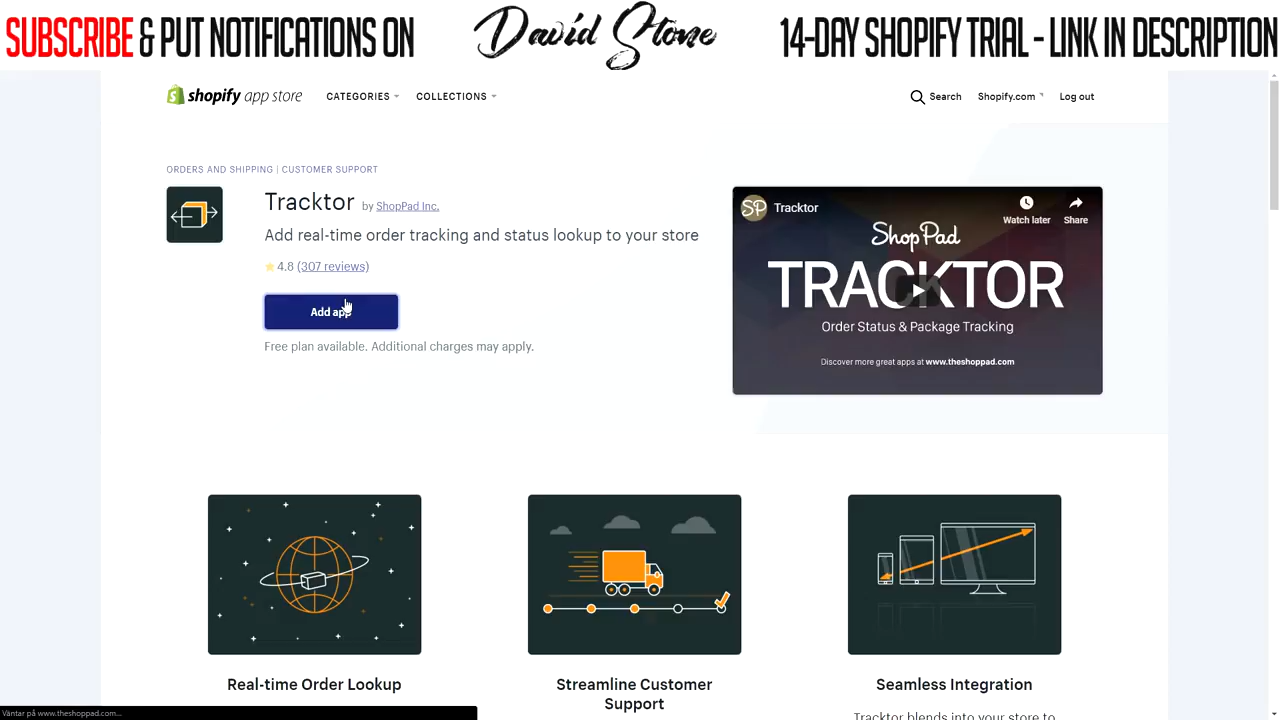 SUBSCRIBE & PUT NOTIFICATIONS ON
David Stone
14-DAY SHOPIFY TRIAL - LINK IN DESCRIPTION
shopify app store
CATEGORIES
COLLECTIONS
Search
Shopify.com
Log out
ORDERS AND SHIPPING | CUSTOMER SUPPORT
Tracktor by ShopPad Inc.
Add real-time order tracking and status lookup to your store
4.8 (307 reviews)
Add app
Free plan available. Additional charges may apply.
SP
Tracktor
Watch later
Share
ShopPad
TRACKTOR
Order Status & Package Tracking
Discover more great apps at www.theshoppad.com
Real-time Order Lookup
Streamline Customer
Support
Seamless Integration
Tracktor blends into your store to
Väntar på www.theshoppad.com...